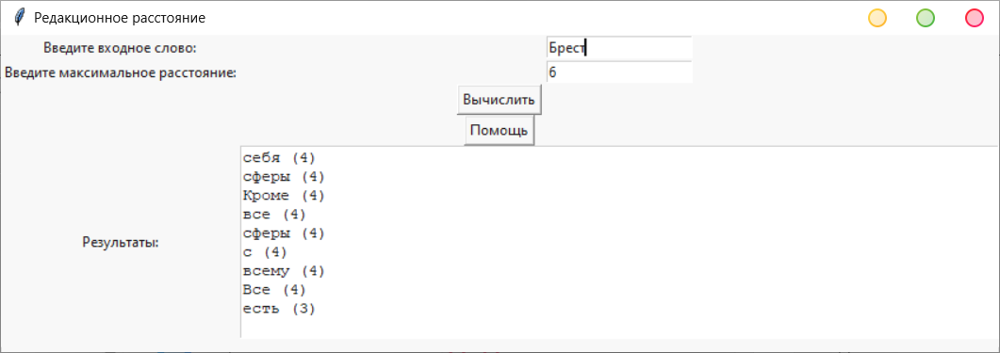 Редакционное расстояние
Введите входное слово:
Брест
Введите максимальное расстояние:
6
Вычислить
Помощь
Результаты:
себя (4)
сферы (4)
Кроме (4)
все (4)
сферы (4)
с (4)
всему (4)
Все (4)
есть (3)